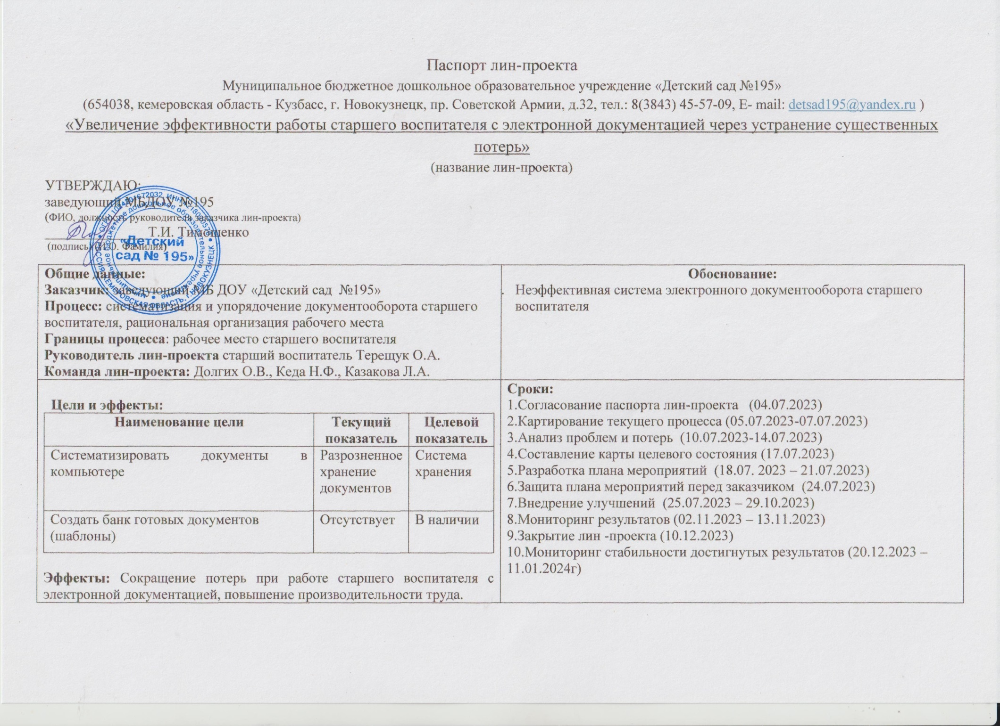 Паспорт лин-проекта
Муниципальное бюджетное дошкольное образовательное учреждение «Детский сад №195»
(654038, кемеровская область - Кузбасс, г. Новокузнецк, пр. Советской Армии, д.32, тел.: 8(3843) 45-57-09, E- mail: detsad195@yandex.ru )
«Увеличение эффективности работы старшего воспитателя с электронной документацией через устранение существенных
потерь»
(название лин-проекта)
УТВЕРЖДАЮ:
заведующий МБДОУ №195
(ФИО, должность руководителя заказчика лин-проекта)
Т.И. Тимошенко
(подпись) (И.О. Фамилия)
«Детский
сад № 195»
Общие данные:
Заказчик: заведующий МБ ДОУ «Детский сад №195»
Процесс: систематизация и упорядочение документооборота старшего
воспитателя, рациональная организация рабочего места
Границы процесса: рабочее место старшего воспитателя
Руководитель лин-проекта старший воспитатель Терещук О.А.
Команда лин-проекта: Долгих О.В., Кеда Н.Ф., Казакова Л.А.
Обоснование:
. Неэффективная система электронного документооборота старшего
воспитателя
Цели и эффекты:
Наименование цели
Текущий
показатель
Целевой
показатель
Систематизировать документы в
компьютере
Разрозненное
хранение
документов
Система
хранения
Создать банк готовых документов
(шаблоны)
Отсутствует
В наличии
Эффекты: Сокращение потерь при работе старшего воспитателя с
электронной документацией, повышение производительности труда.
Сроки:
1.Согласование паспорта лин-проекта (04.07.2023)
2.Картирование текущего процесса (05.07.2023-07.07.2023)
3.Анализ проблем и потерь (10.07.2023-14.07.2023)
4.Составление карты целевого состояния (17.07.2023)
5.Разработка плана мероприятий (18.07. 2023 – 21.07.2023)
6.Защита плана мероприятий перед заказчиком (24.07.2023)
7.Внедрение улучшений (25.07.2023 – 29.10.2023)
8.Мониторинг результатов (02.11.2023 – 13.11.2023)
9.Закрытие лин -проекта (10.12.2023)
10.Мониторинг стабильности достигнутых результатов (20.12.2023 –
11.01.2024г)